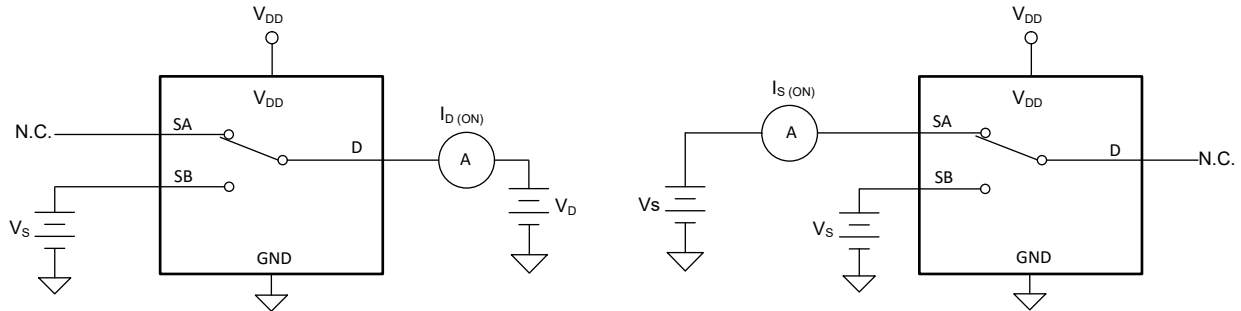 VDD
VDD
N.C.
SA
SB
D
ID (ON)
A
VS
VD
GND
VDD
VDD
IS (ON)
A
SA
SB
D
N.C.
Vs
VS
GND